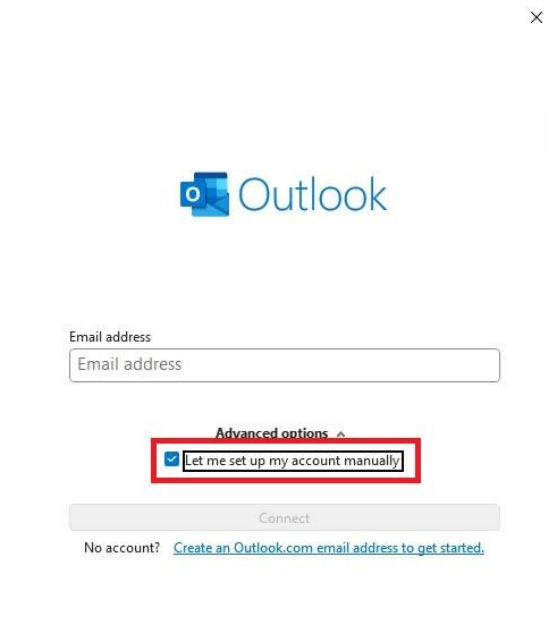 Outlook
Email address
Email address
Advanced options
Let me set up my account manually
Connect
No account? Create an Outlook.com email address to get started.